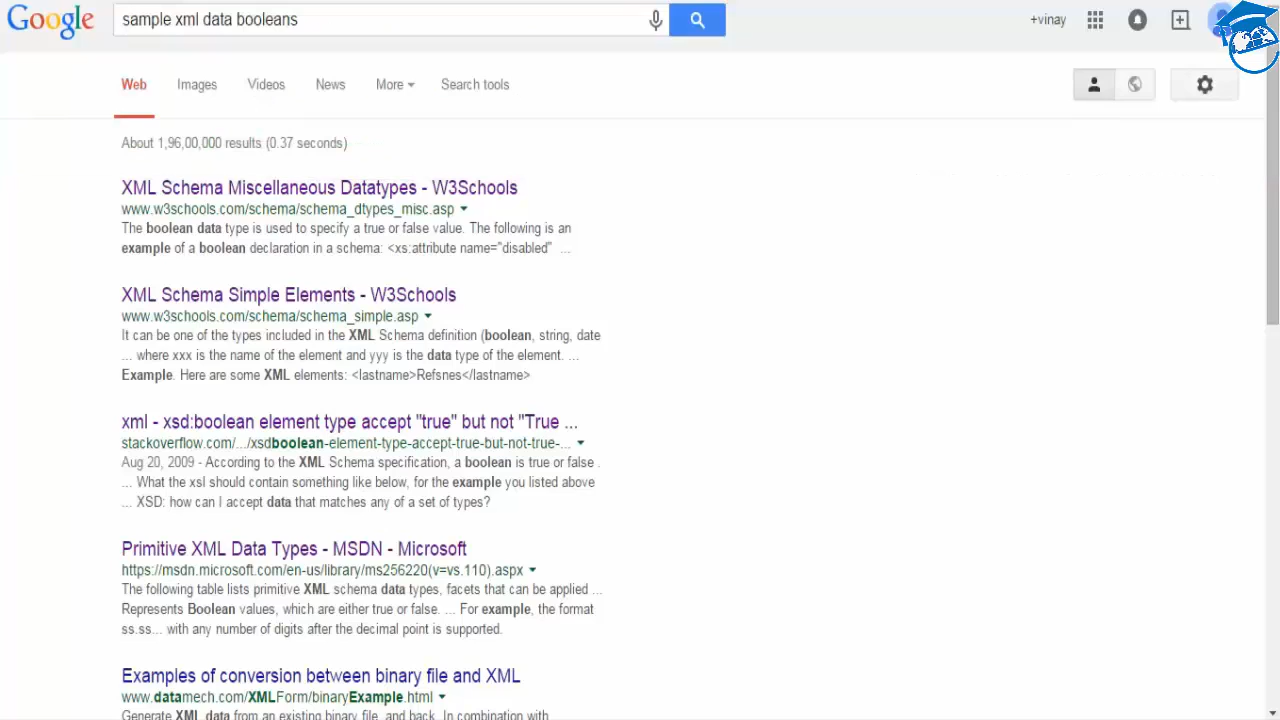 Google
sample xml data booleans
+vinay
Web Images Videos News More Search tools
About 1,96,00,000 results (0.37 seconds)
XML Schema Miscellaneous Datatypes - W3Schools
www.w3schools.com/schema/schema_dtypes_misc.asp
The boolean data type is used to specify a true or false value. The following is an
example of a boolean declaration in a schema: <xs:attribute name="disabled" ...
XML Schema Simple Elements - W3Schools
www.w3schools.com/schema/schema_simple.asp
It can be one of the types included in the XML Schema definition (boolean, string, date
... where xxx is the name of the element and yyy is the data type of the element. ...
Example. Here are some XML elements: <lastname>Refsnes</lastname>
xml - xsd:boolean element type accept "true" but not "True ...
stackoverflow.com/.../xsdboolean-element-type-accept-true-but-not-true-...
Aug 20, 2009 - According to the XML Schema specification, a boolean is true or false .
... What the xsl should contain something like below, for the example you listed above
... XSD: how can I accept data that matches any of a set of types?
Primitive XML Data Types - MSDN - Microsoft
https://msdn.microsoft.com/en-us/library/ms256220(v=vs.110).aspx
The following table lists primitive XML schema data types, facets that can be applied ...
Represents Boolean values, which are either true or false. ... For example, the format
ss.ss... with any number of digits after the decimal point is supported.
Examples of conversion between binary file and XML
www.datamech.com/XMLForm/binaryExample.html
Generate XML data from an existing binary file, and back. In combination with